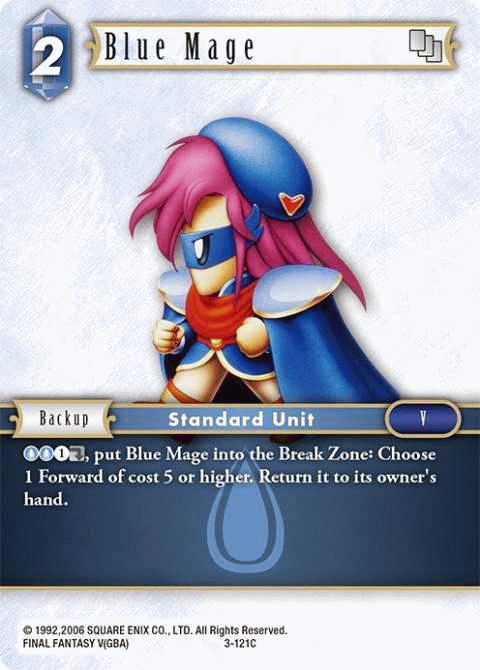 2
Blue Mage
Backup
Standard Unit
V
1, put Blue Mage into the Break Zone: Choose
1 Forward of cost 5 or higher. Return it to its owner's
hand.
© 1992,2006 SQUARE ENIX CO., LTD. All Rights Reserved.
FINAL FANTASY V(GBA)
3-121C